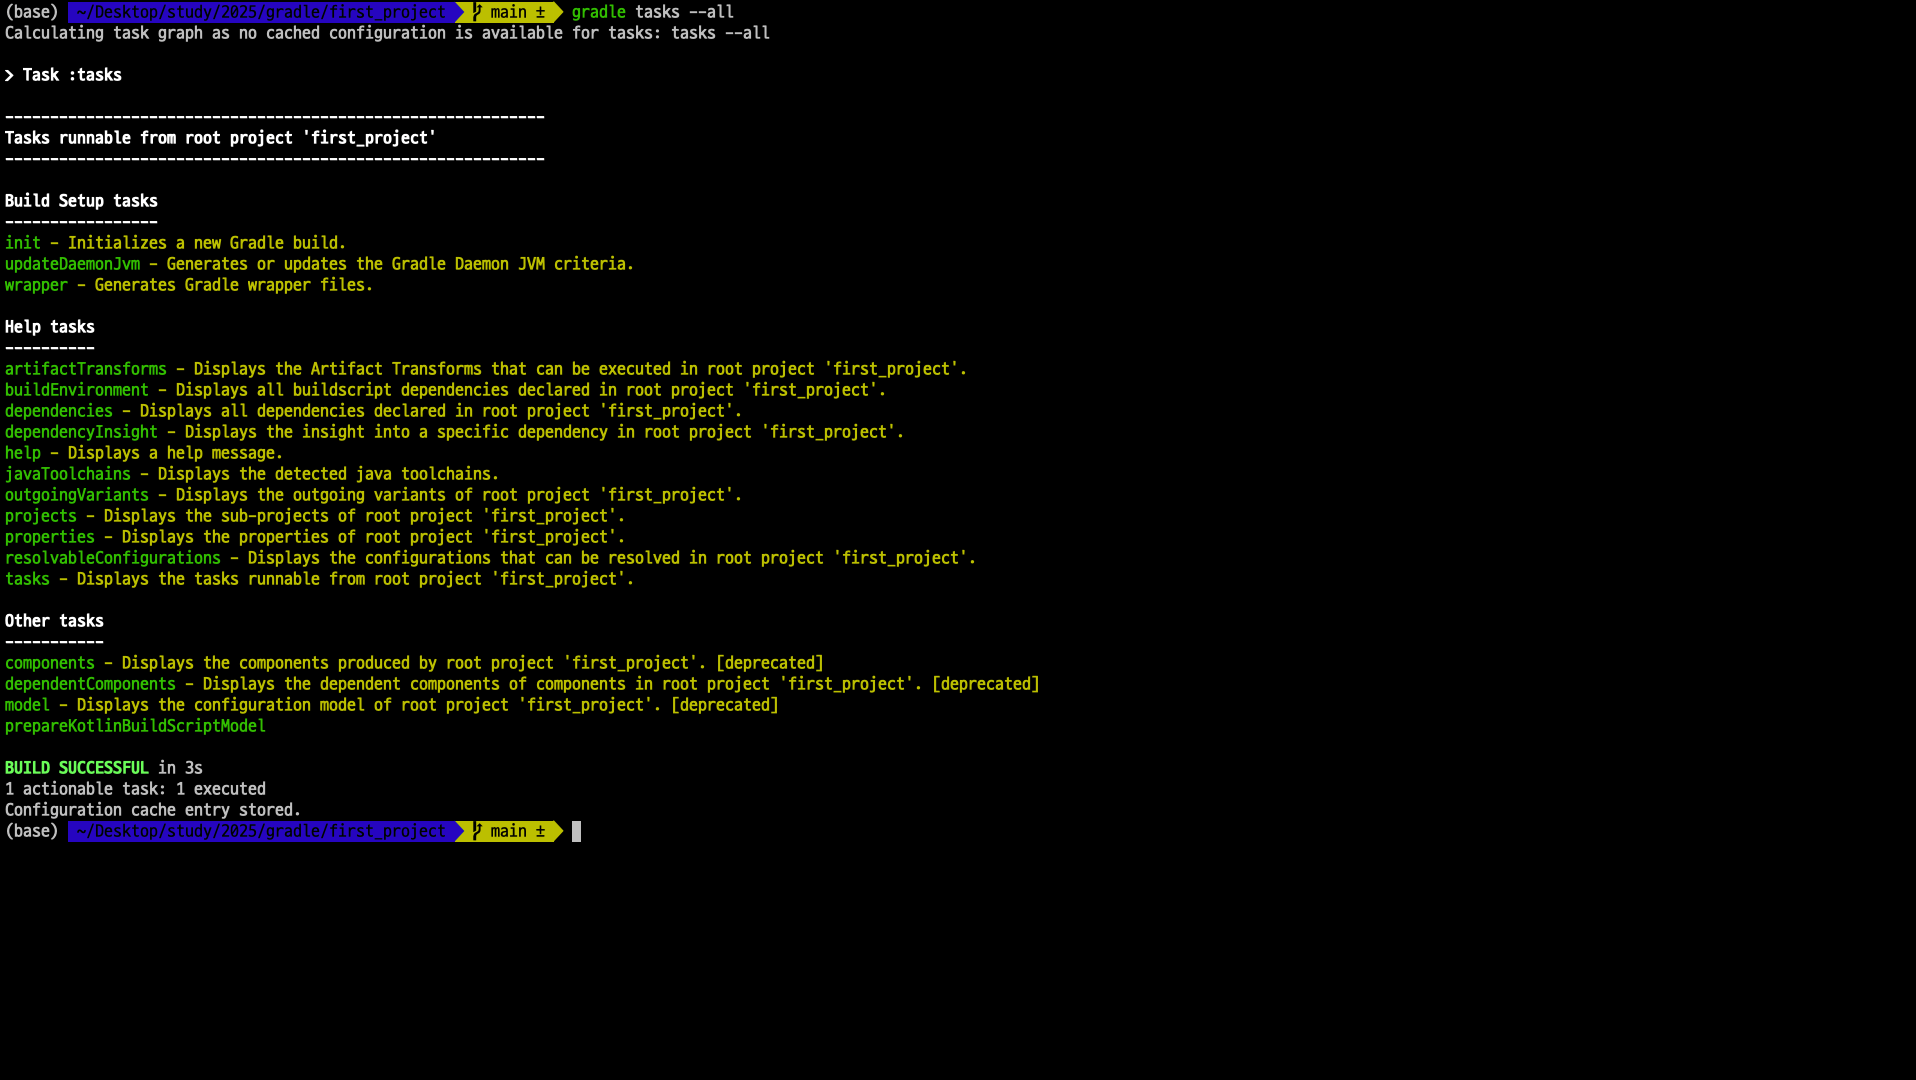 (base) ~/Desktop/study/2025/gradle/first_project main ± gradle tasks --all
Calculating task graph as no cached configuration is available for tasks: tasks --all
> Task :tasks
------------------------------------------------------------
Tasks runnable from root project 'first_project'
------------------------------------------------------------
Build Setup tasks
-----------------
init - Initializes a new Gradle build.
updateDaemonJvm - Generates or updates the Gradle Daemon JVM criteria.
wrapper - Generates Gradle wrapper files.
Help tasks
----------
artifactTransforms - Displays the Artifact Transforms that can be executed in root project 'first_project'.
buildEnvironment - Displays all buildscript dependencies declared in root project 'first_project'.
dependencies - Displays all dependencies declared in root project 'first_project'.
dependencyInsight - Displays the insight into a specific dependency in root project 'first_project'.
help - Displays a help message.
javaToolchains - Displays the detected java toolchains.
outgoingVariants - Displays the outgoing variants of root project 'first_project'.
projects - Displays the sub-projects of root project 'first_project'.
properties - Displays the properties of root project 'first_project'.
resolvableConfigurations - Displays the configurations that can be resolved in root project 'first_project'.
tasks - Displays the tasks runnable from root project 'first_project'.
Other tasks
-----------
components - Displays the components produced by root project 'first_project'. [deprecated]
dependentComponents - Displays the dependent components of components in root project 'first_project'. [deprecated]
model - Displays the configuration model of root project 'first_project'. [deprecated]
prepareKotlinBuildScriptModel
BUILD SUCCESSFUL in 3s
1 actionable task: 1 executed
Configuration cache entry stored.
(base) ~/Desktop/study/2025/gradle/first_project main ±